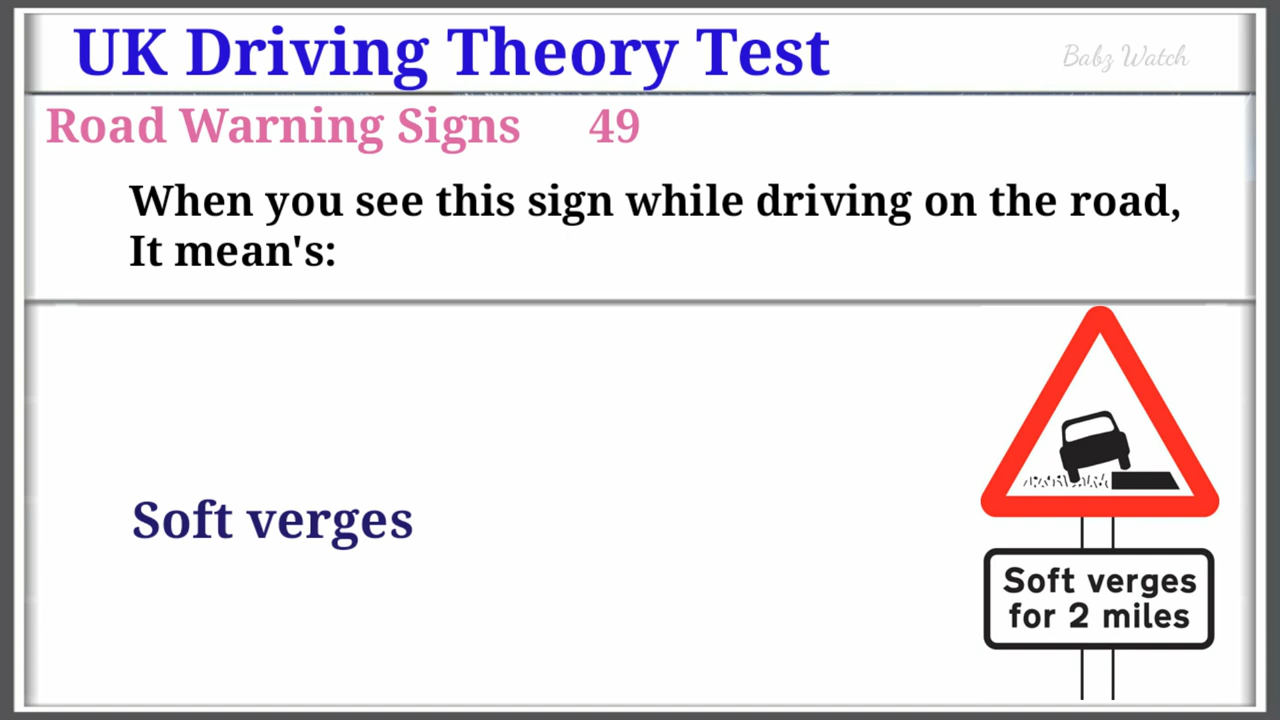 UK Driving Theory Test
Babz Watch
Road Warning Signs 49
When you see this sign while driving on the road,
It mean's:
Soft verges
Soft verges
for 2 miles